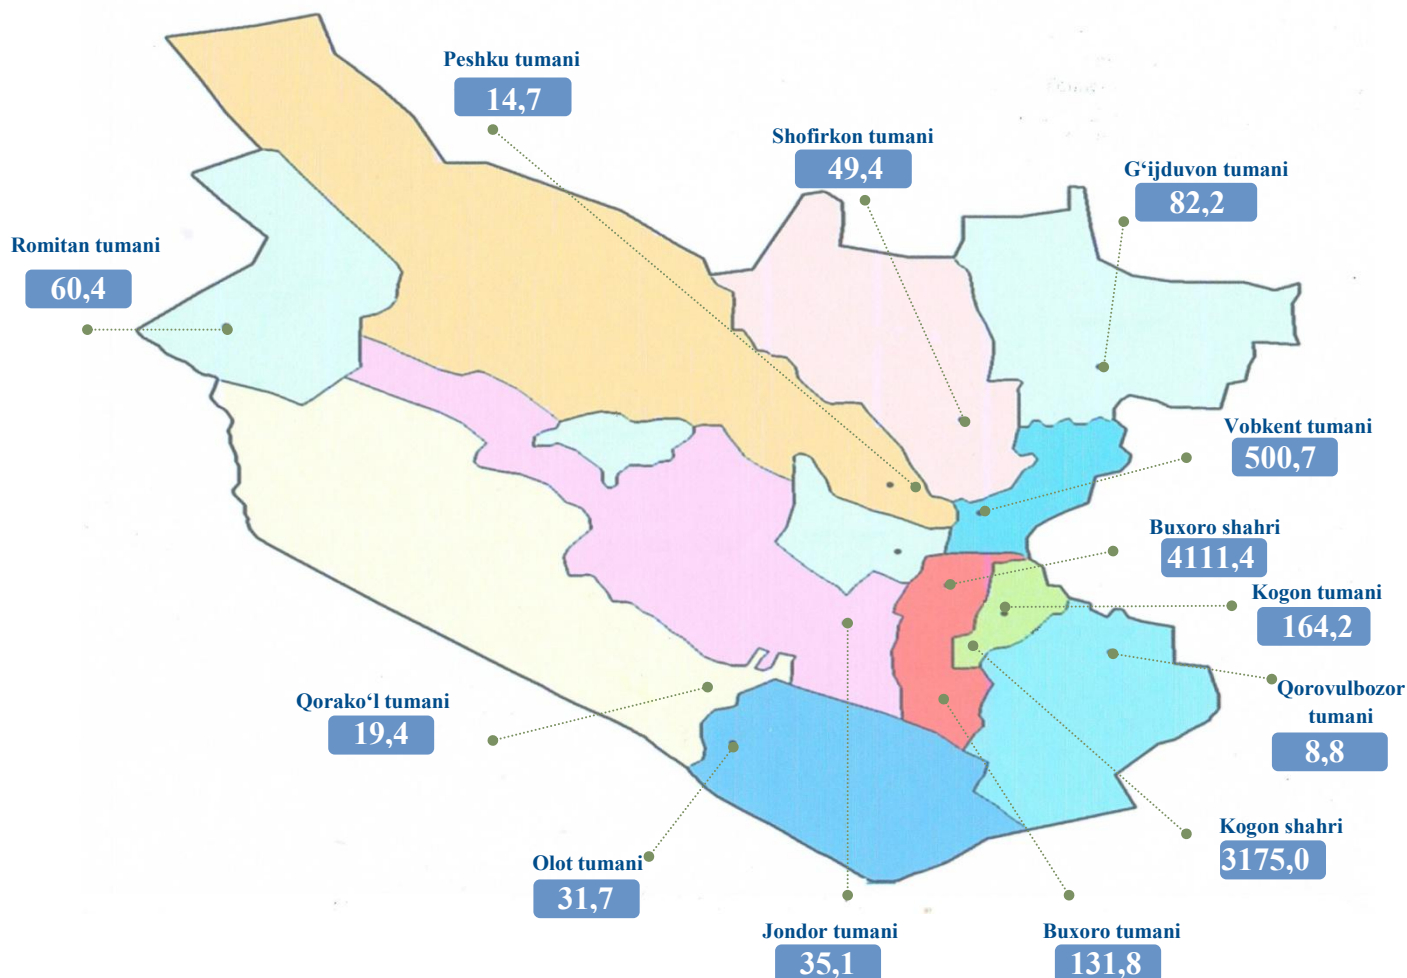 Peshku tumani
14,7
Shofirkon tumani
49,4
G‘ijduvon tumani
82,2
Romitan tumani
60,4
Vobkent tumani
500,7
Buxoro shahri
4111,4
Kogon tumani
164,2
Qorovulbozor
tumani
8,8
Qorako‘l tumani
19,4
Kogon shahri
3175,0
Olot tumani
31,7
Jondor tumani
35,1
Buxoro tumani
131,8